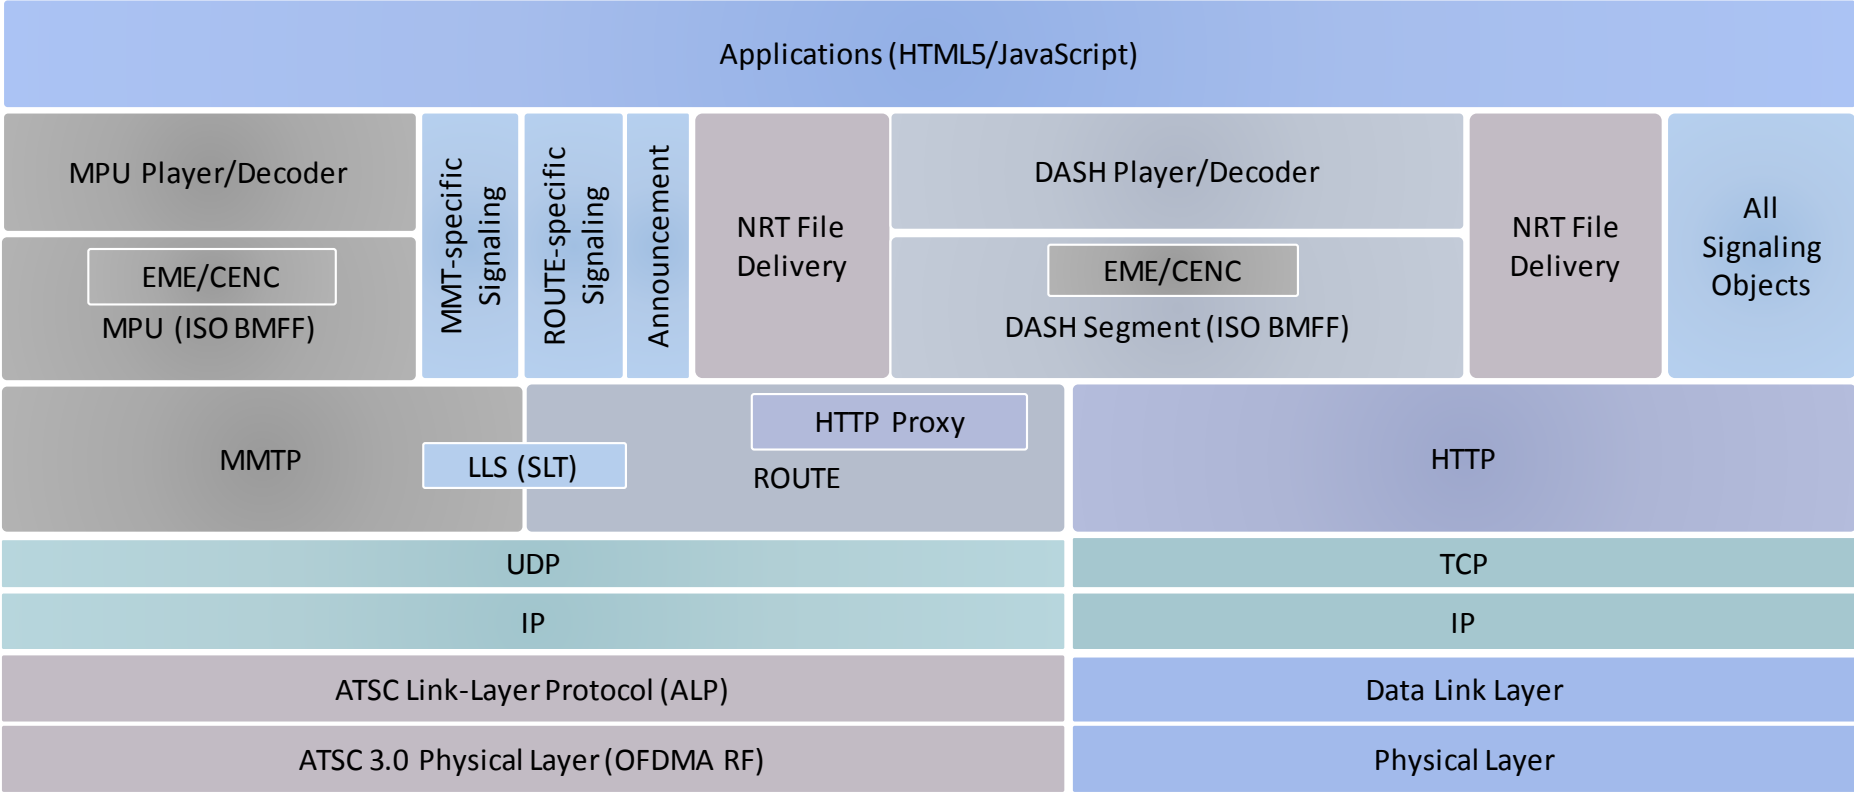 Applications (HTML5/JavaScript)
MPU Player/Decoder
MMT-specific
Signaling
ROUTE-specific
Signaling
Announcement
NRT File
Delivery
DASH Player/Decoder
NRT File
Delivery
All
Signaling
Objects
EME/CENC
MPU (ISO BMFF)
EME/CENC
DASH Segment (ISO BMFF)
MMTP
LLS (SLT)
HTTP Proxy
ROUTE
HTTP
UDP
TCP
IP
IP
ATSC Link-Layer Protocol (ALP)
Data Link Layer
ATSC 3.0 Physical Layer (OFDMA RF)
Physical Layer